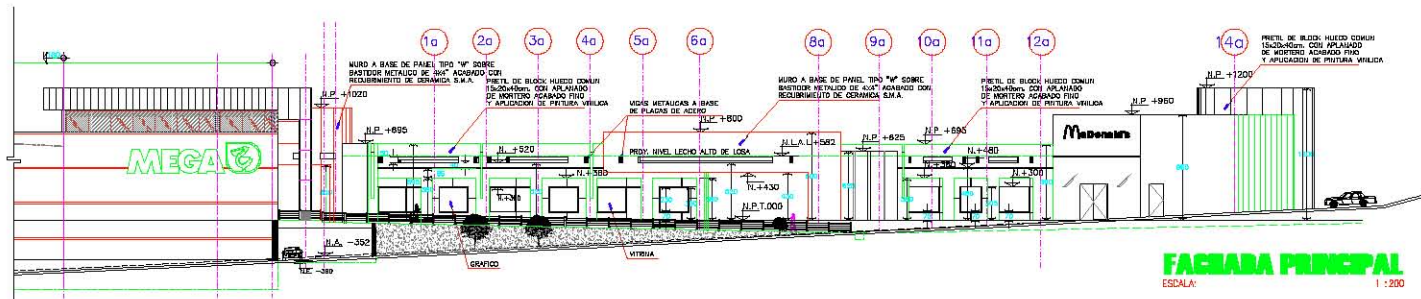 1a 2a 3a 4a 5a 6a 8a 9a 10a 11a 12a 14a
MURO A BASE DE PANEL TIPO "W" SOBRE
BASTIDOR METALICO DE 4X4" ACABADO CON
RECUBRIMIENTO DE CERAMICA S.M.A.
PRETIL DE BLOCK HUECO COMUN
15x20x40cm. CON APLANADO
DE MORTERO ACABADO FINO
Y APLICACION DE PINTURA VINILICA
VIGAS METALICAS A BASE
DE PLACAS DE ACERO
MURO A BASE DE PANEL TIPO "W" SOBRE
BASTIDOR METALICO DE 4X4" ACABADO CON
RECUBRIMIENTO DE CERAMICA S.M.A.
PRETIL DE BLOCK HUECO COMUN
15x20x40cm. CON APLANADO
DE MORTERO ACABADO FINO
Y APLICACION DE PINTURA VINILICA
PRETIL DE BLOCK HUECO COMUN
15x20x40cm. CON APLANADO
DE MORTERO ACABADO FINO
Y APLICACION DE PINTURA VINILICA
N.P. +1020
N.P. +1200
N.P. +960
N.P +695
N.P +800
N.P +625
N.P +695
N. +520
PROY. NIVEL LECHO ALTO DE LOSA
N.L.A.L+592
N.+480
McDonald's
MEGA
N.+380
N.+430
N.+300
N.P.T.000
N.A. -352
GRAFICO
VITRINA
FACHADA PRINCIPAL
ESCALA: 1 :200